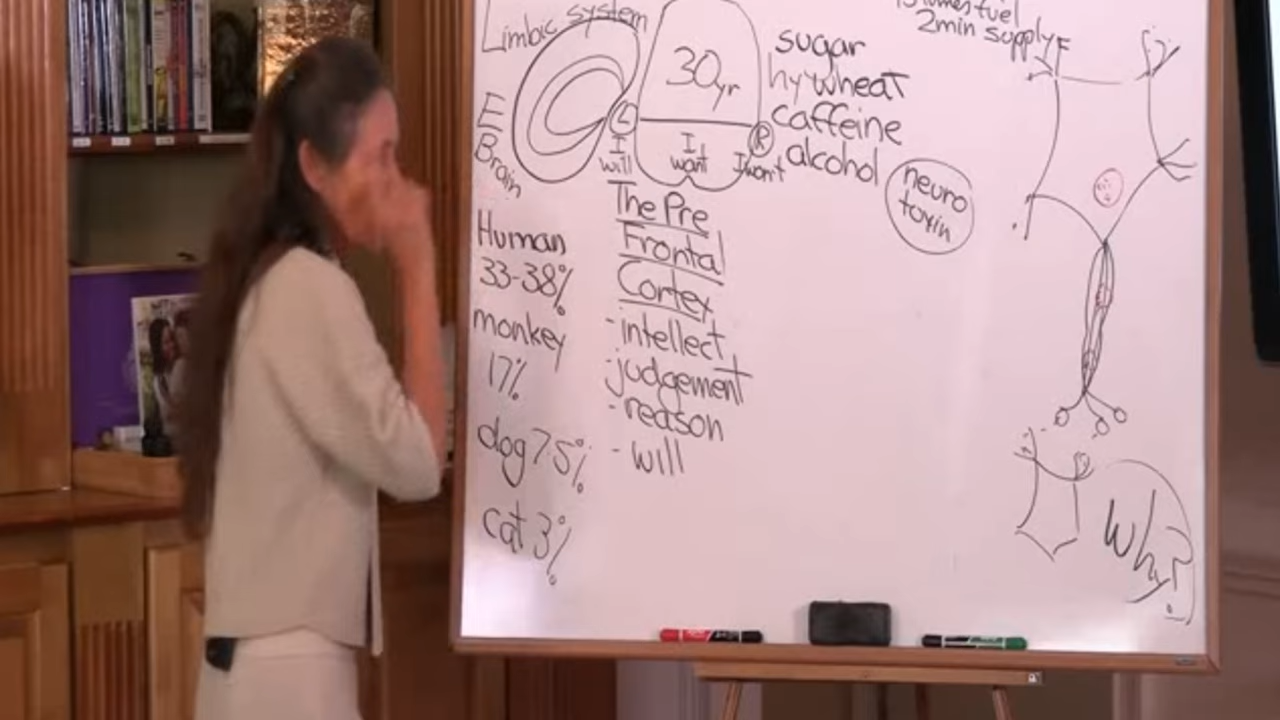 Limbic system
E
Brain
L
I
will
30yr
I
want
R
I won't
sugar
hy wheat
caffeine
alcohol
neuro
toxin
fuel
2min supply
Human
33-38%
monkey
17%
dog 7.5%
cat 3%
The Pre
Frontal
Cortex
- intellect
- judgement
- reason
- will
Why?